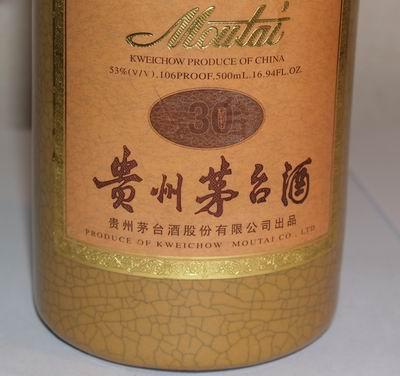 Moutai
KWEICHOW PRODUCE OF CHINA
53%(V/V).106PROOF.500mL.16.94FL.OZ
30
贵州茅台酒
贵州茅台酒股份有限公司出品
PRODUCE OF KWEICHOW MOUTAI CO., LTD